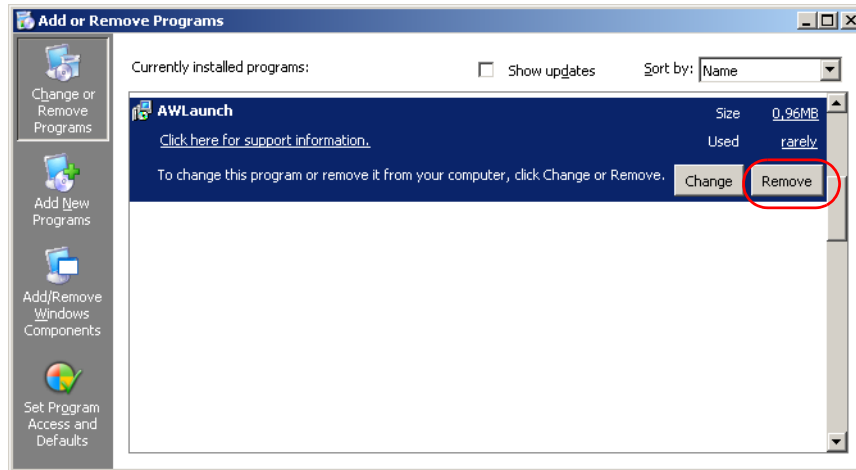 Add or Remove Programs
Change or
Remove
Programs
Add New
Programs
Add/Remove
Windows
Components
Set Program
Access and
Defaults
Currently installed programs:
Show updates
Sort by: Name
AWLaunch
Size 0,96MB
Click here for support information.
Used rarely
To change this program or remove it from your computer, click Change or Remove.
Change
Remove